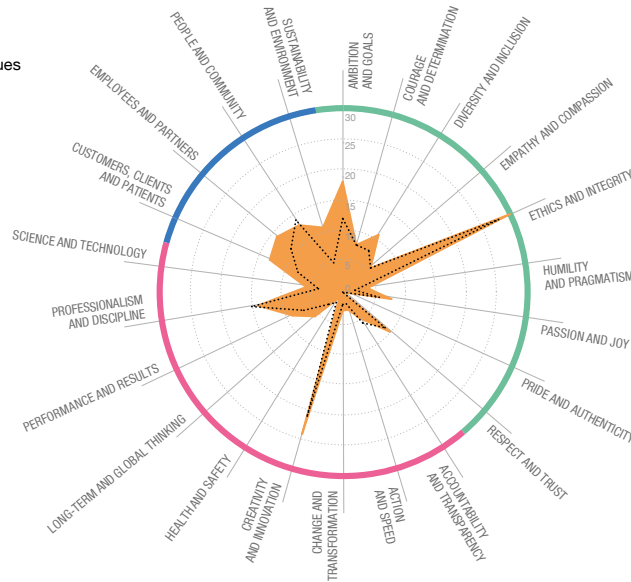 ues
AMBITION
AND GOALS
COURAGE
AND DETERMINATION
DIVERSITY AND INCLUSION
EMPATHY AND COMPASSION
ETHICS AND INTEGRITY
HUMILITY
AND PRAGMATISM
PASSION AND JOY
PRIDE AND AUTHENTICITY
RESPECT AND TRUST
ACCOUNTABILITY
AND TRANSPARENCY
ACTION
AND SPEED
CHANGE AND
TRANSFORMATION
CREATIVITY
AND INNOVATION
HEALTH AND SAFETY
LONG-TERM AND GLOBAL THINKING
PERFORMANCE AND RESULTS
PROFESSIONALISM
AND DISCIPLINE
SCIENCE AND TECHNOLOGY
CUSTOMERS, CLIENTS
AND PATIENTS
EMPLOYEES AND PARTNERS
PEOPLE AND COMMUNITY
SUSTAINABILITY
AND ENVIRONMENT
30
25
20
15
5